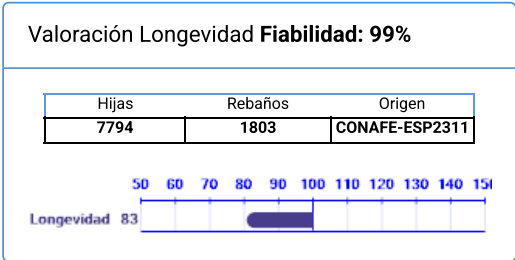 Valoración Longevidad Fiabilidad: 99%
Hijas Rebaños Origen
7794 1803 CONAFE-ESP2311
50 60 70 80 90 100 110 120 130 140 15
Longevidad 83